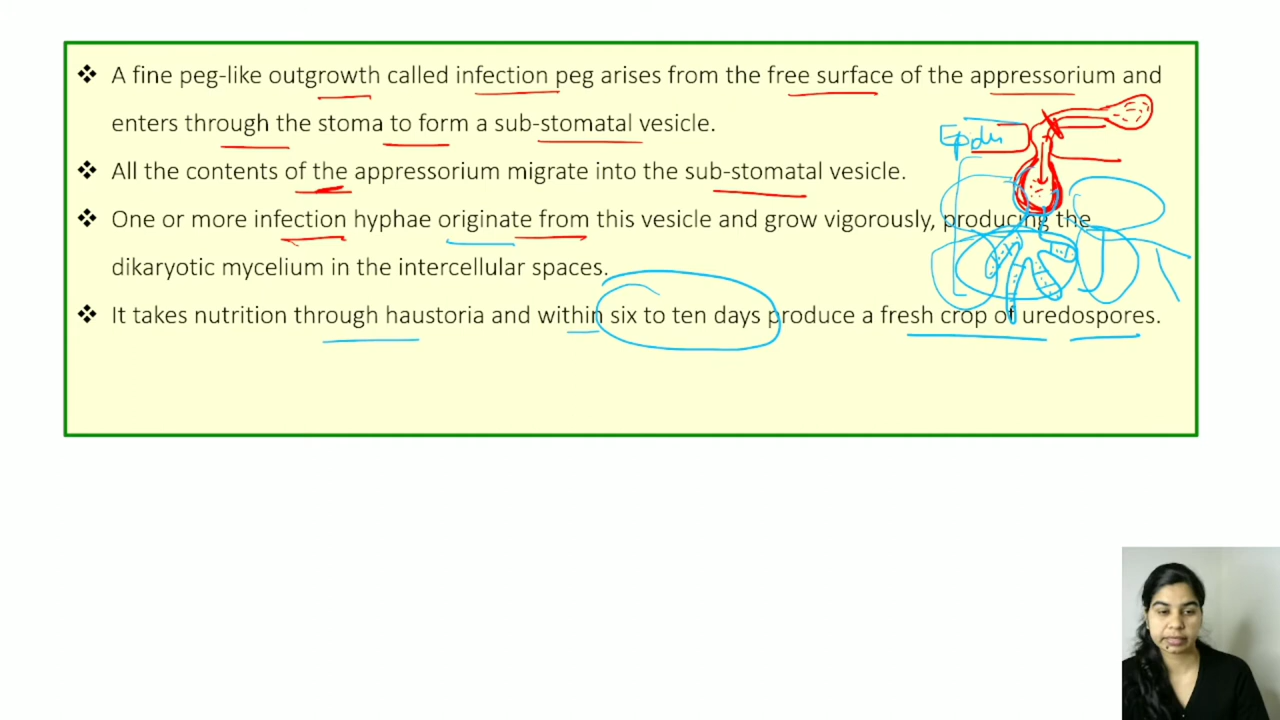 ❖ A fine peg-like outgrowth called infection peg arises from the free surface of the appressorium and
enters through the stoma to form a sub-stomatal vesicle.
❖ All the contents of the appressorium migrate into the sub-stomatal vesicle.
❖ One or more infection hyphae originate from this vesicle and grow vigorously, producing the
dikaryotic mycelium in the intercellular spaces.
❖ It takes nutrition through haustoria and within six to ten days produce a fresh crop of uredospores.